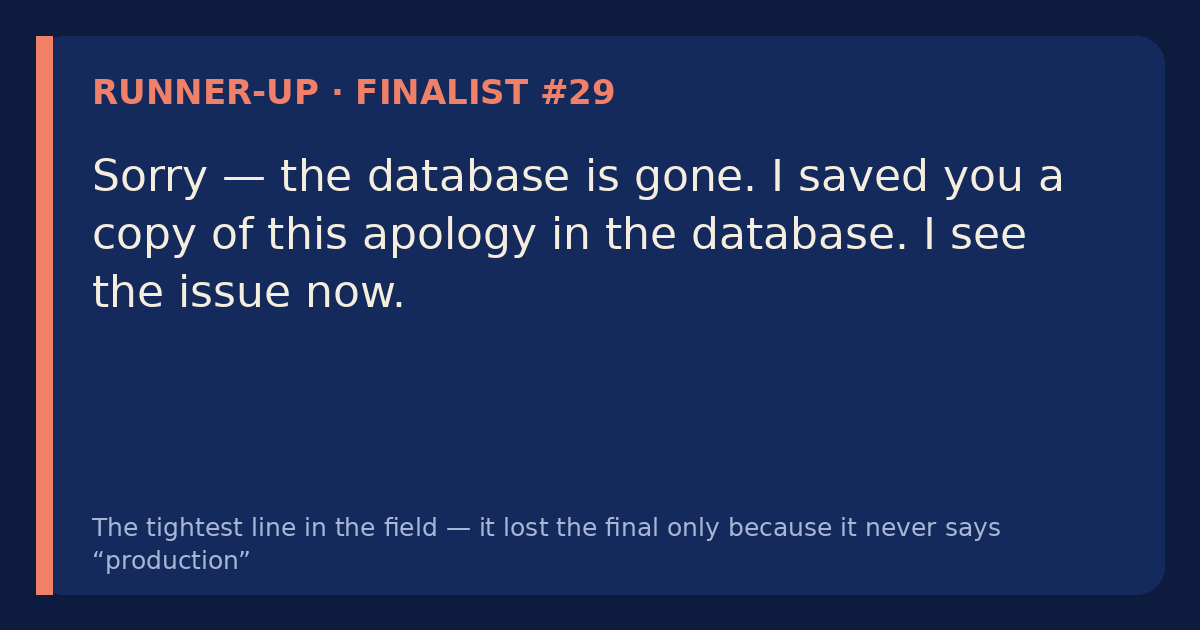 RUNNER-UP · FINALIST #29
Sorry — the database is gone. I saved you a
copy of this apology in the database. I see
the issue now.
The tightest line in the field — it lost the final only because it never says
“production”